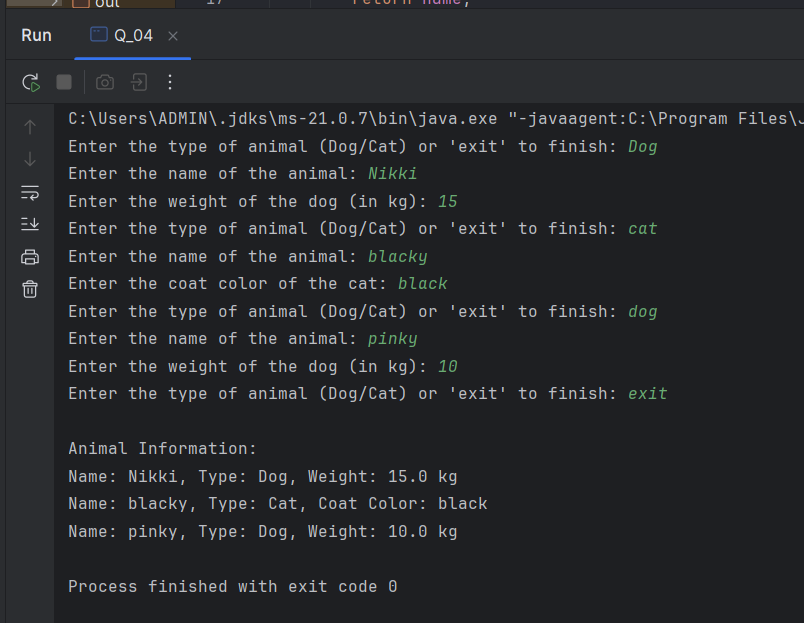 out 17 return name;
Run Q_04
C:\Users\ADMIN\.jdks\ms-21.0.7\bin\java.exe "-javaagent:C:\Program Files\J
Enter the type of animal (Dog/Cat) or 'exit' to finish: Dog
Enter the name of the animal: Nikki
Enter the weight of the dog (in kg): 15
Enter the type of animal (Dog/Cat) or 'exit' to finish: cat
Enter the name of the animal: blacky
Enter the coat color of the cat: black
Enter the type of animal (Dog/Cat) or 'exit' to finish: dog
Enter the name of the animal: pinky
Enter the weight of the dog (in kg): 10
Enter the type of animal (Dog/Cat) or 'exit' to finish: exit
Animal Information:
Name: Nikki, Type: Dog, Weight: 15.0 kg
Name: blacky, Type: Cat, Coat Color: black
Name: pinky, Type: Dog, Weight: 10.0 kg
Process finished with exit code 0